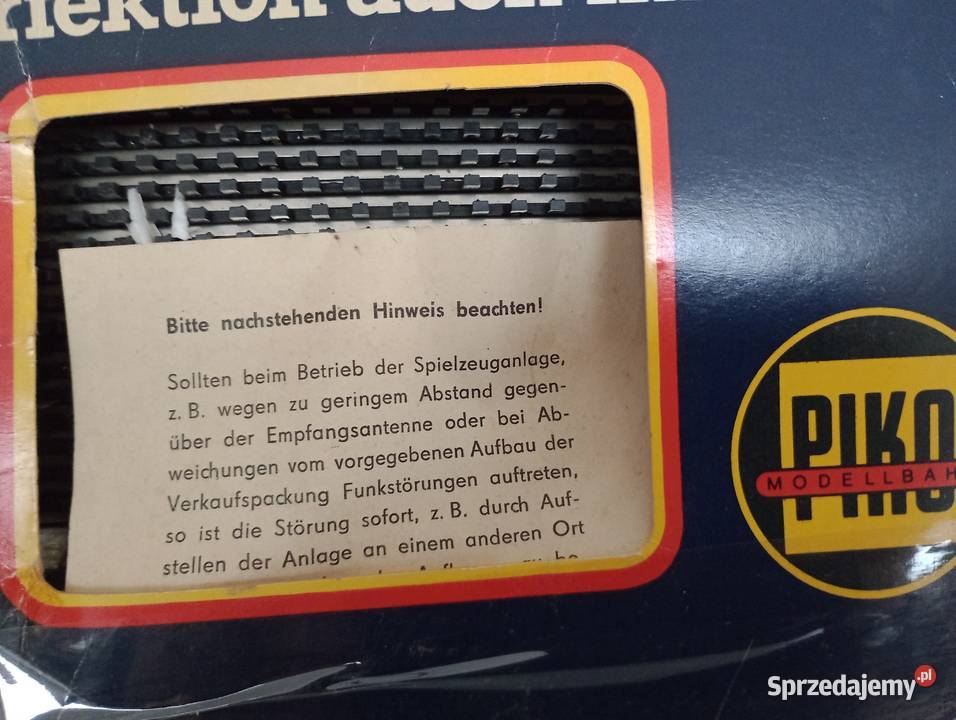 Bitte nachstehenden Hinweis beachten!
Sollten beim Betrieb der Spielzeuganlage,
z. B. wegen zu geringem Abstand gegen-
über der Empfangsantenne oder bei Ab-
weichungen vom vorgegebenen Aufbau der
Verkaufspackung Funkstörungen auftreten,
so ist die Störung sofort, z. B. durch Auf-
stellen der Anlage an einem anderen Ort
PIKO
MODELLBAH
Sprzedajemy.pl